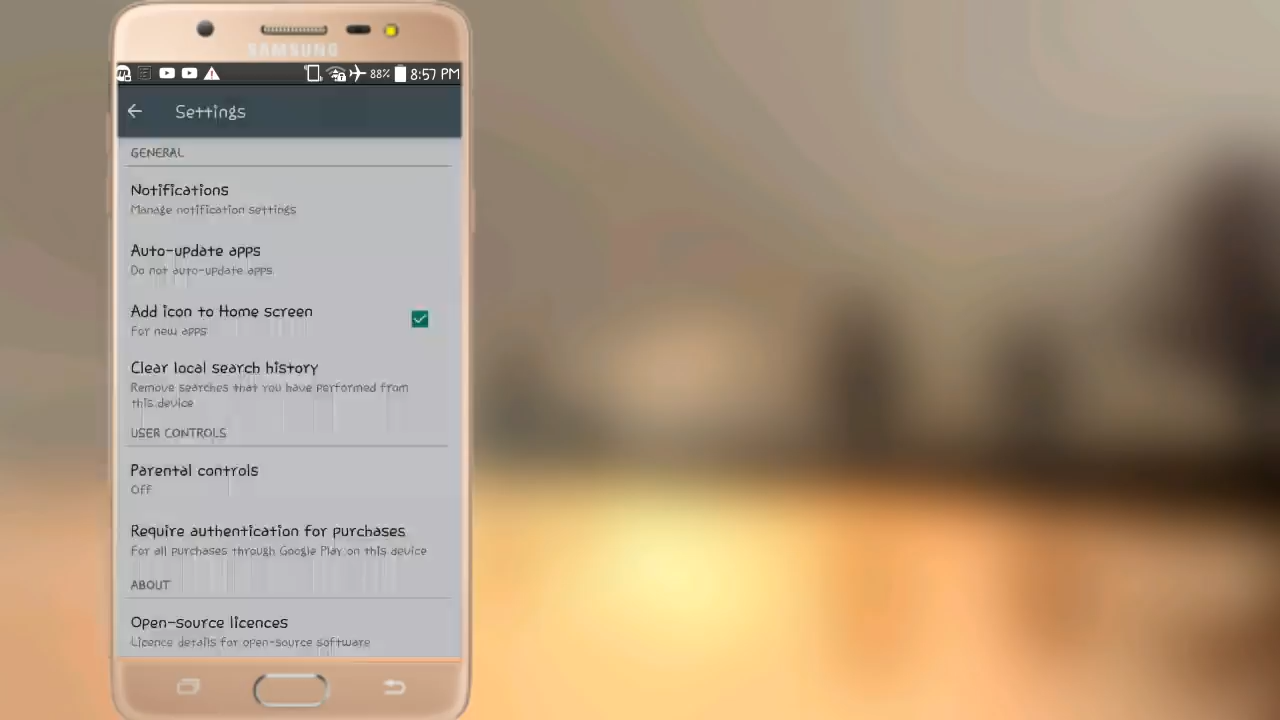 SAMSUNG
88% 8:57 PM
Settings
GENERAL
Notifications
Manage notification settings
Auto-update apps
Do not auto-update apps
Add icon to Home screen
For new apps
Clear local search history
Remove searches that you have performed from
this device
USER CONTROLS
Parental controls
Off
Require authentication for purchases
For all purchases through Google Play on this device
ABOUT
Open-source licences
Licence details for open-source software